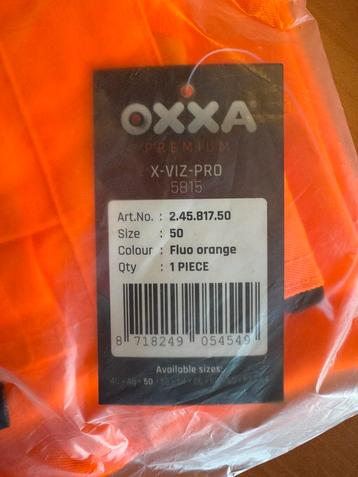 OXXA®
PREMIUM
X-VIZ-PRO
5815
Art.No. : 2.45.817.50
Size : 50
Colour : Fluo orange
Qty : 1 PIECE
8 718249 054549
Available sizes: